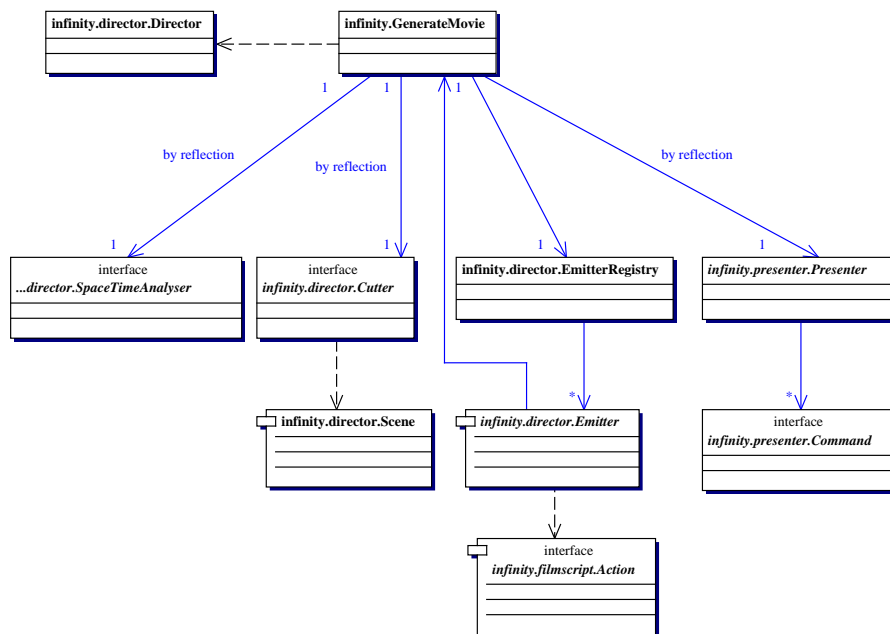 infinity.director.Director
infinity.GenerateMovie
1
1
1
by reflection
by reflection
by reflection
1
1
1
1
interface
...director.SpaceTimeAnalyser
interface
infinity.director.Cutter
infinity.director.EmitterRegistry
infinity.presenter.Presenter
*
*
infinity.director.Scene
infinity.director.Emitter
interface
infinity.presenter.Command
interface
infinity.filmscript.Action